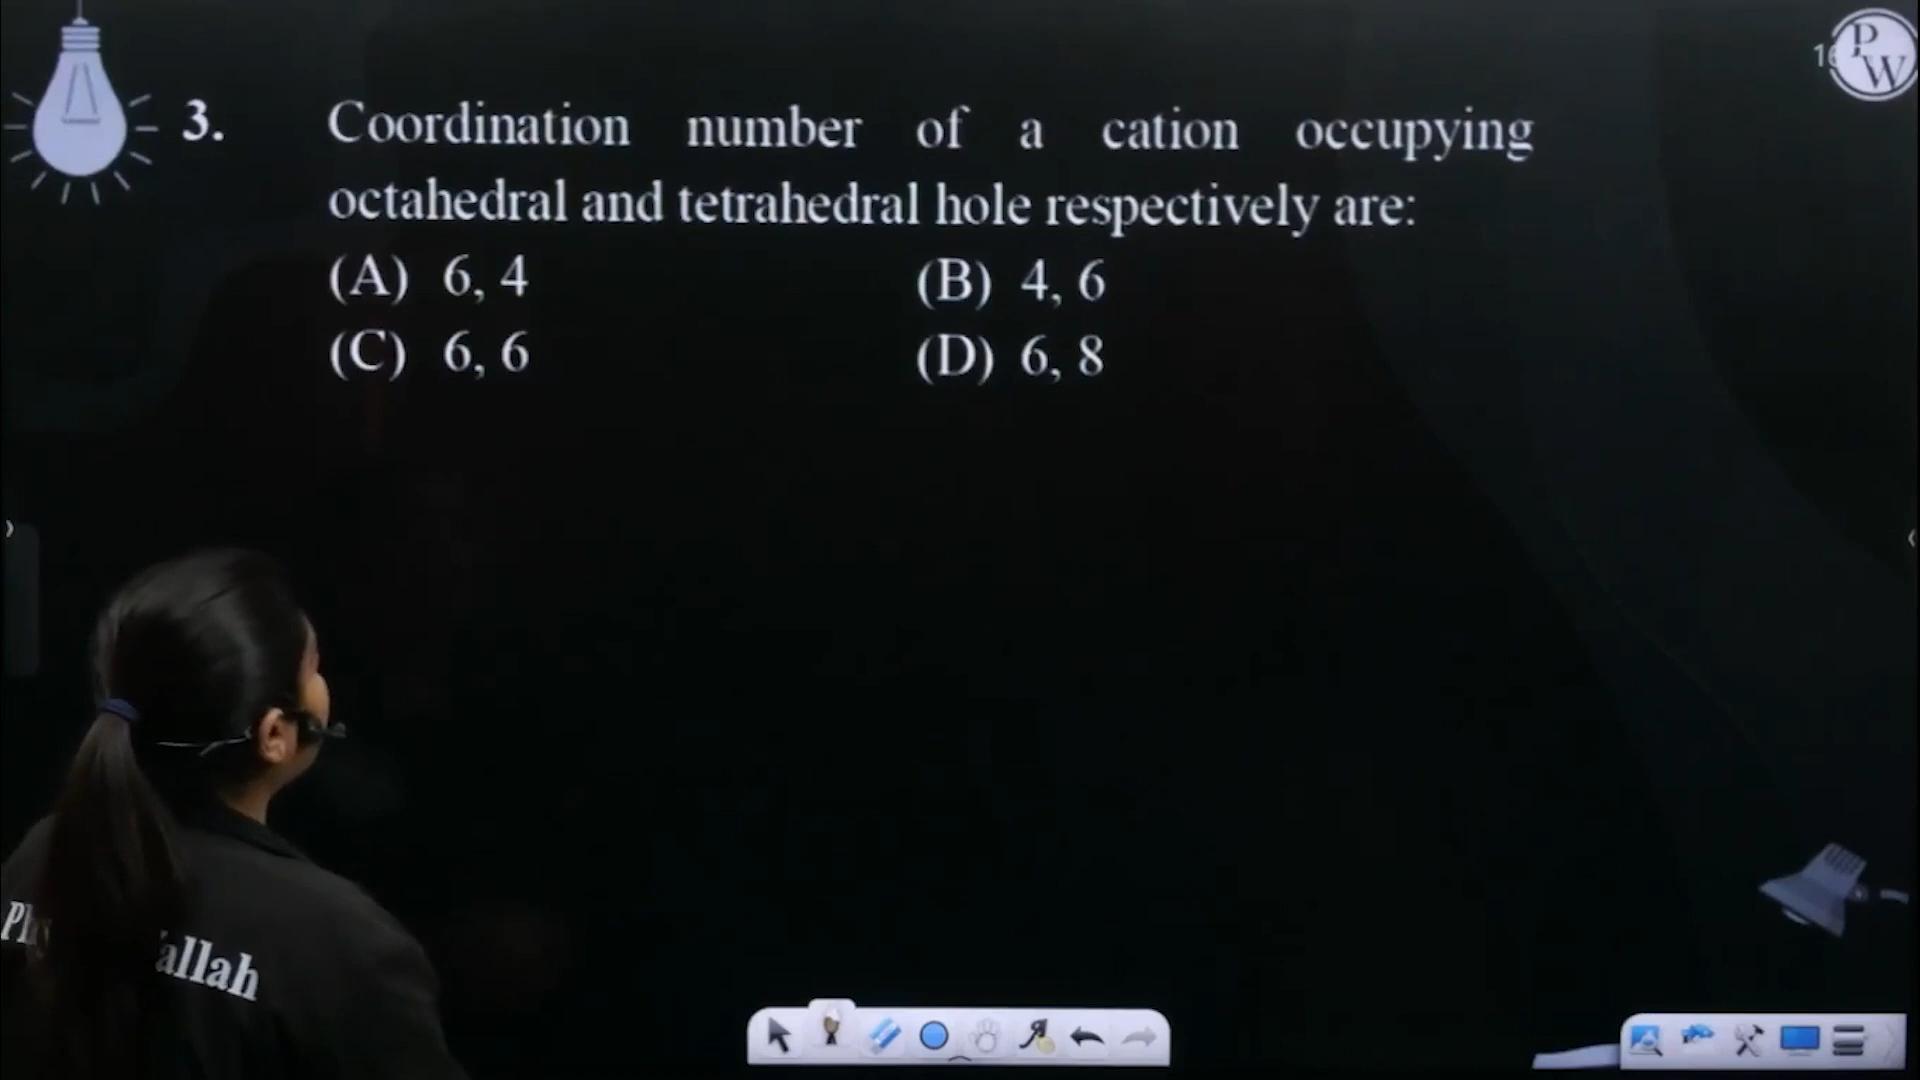 P
W
3. Coordination number of a cation occupying
octahedral and tetrahedral hole respectively are:
(A) 6, 4 (B) 4, 6
(C) 6, 6 (D) 6, 8
allah